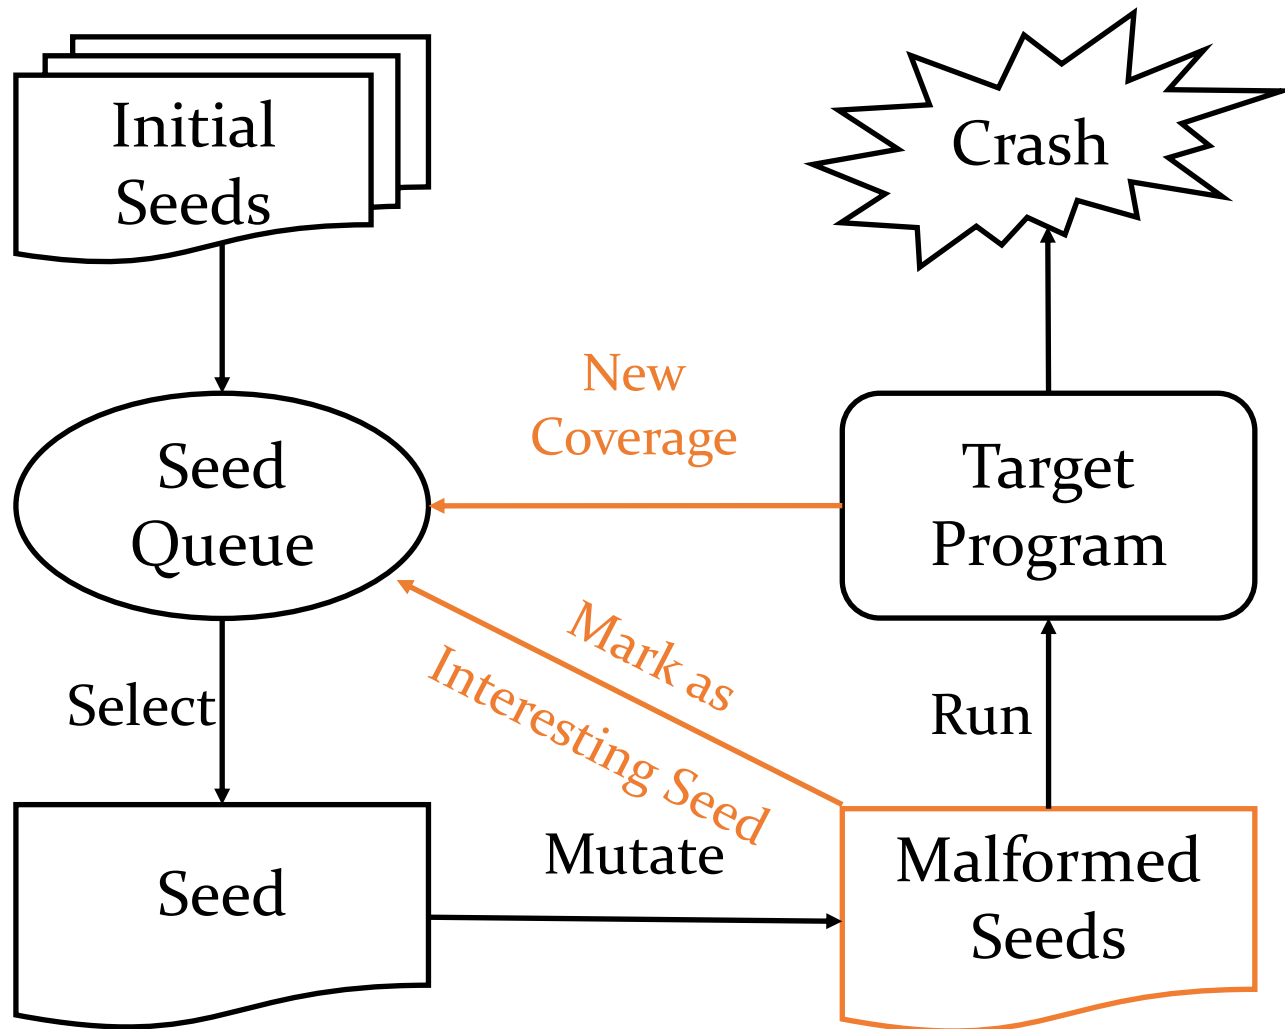 Initial
Seeds
Crash
New
Coverage
Seed
Queue
Target
Program
Mark as
Interesting Seed
Select
Run
Mutate
Seed
Malformed
Seeds